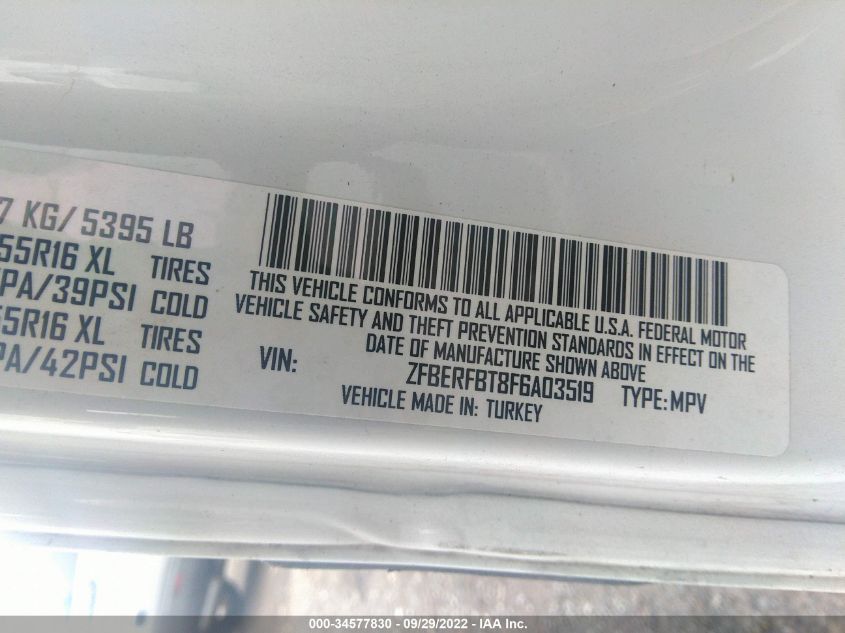 7 KG/ 5395 LB
55R16 XL TIRES
PA/39PSI COLD
55R16 XL TIRES
PA/42PSI COLD
THIS VEHICLE CONFORMS TO ALL APPLICABLE U.S.A. FEDERAL MOTOR
VEHICLE SAFETY AND THEFT PREVENTION STANDARDS IN EFFECT ON THE
DATE OF MANUFACTURE SHOWN ABOVE
VIN: ZFBERFBT8F6A03519 TYPE:MPV
VEHICLE MADE IN: TURKEY
000-34577830 - 09/29/2022 - IAA Inc.